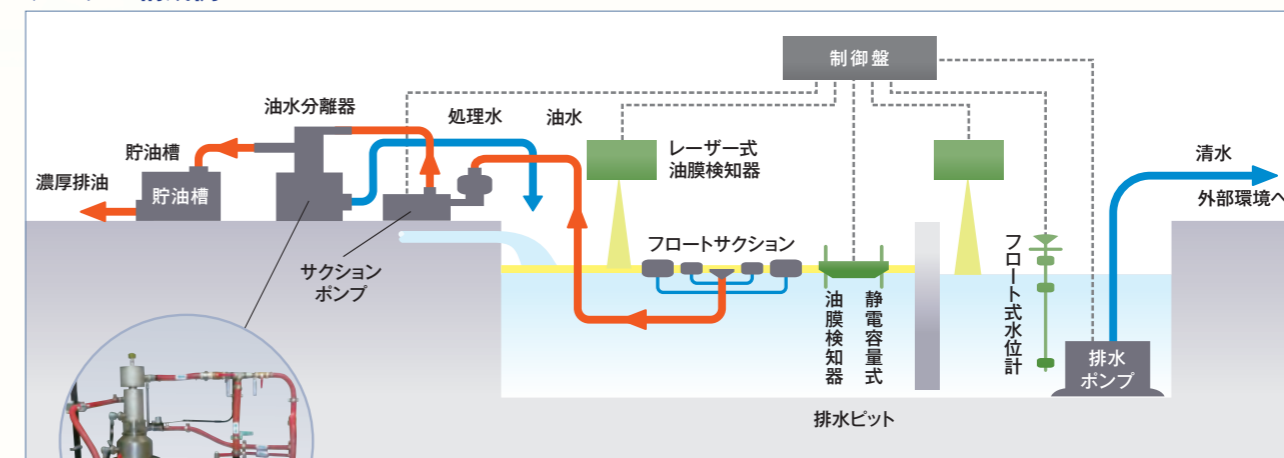 制御盤
油水分離器
処理水
油水
レーザー式
油膜検知器
貯油槽
濃厚排油
貯油槽
清水
外部環境へ
サクション
ポンプ
フロートサクション
静電容量式
油膜検知器
フロート式水位計
排水
ポンプ
排水ピット